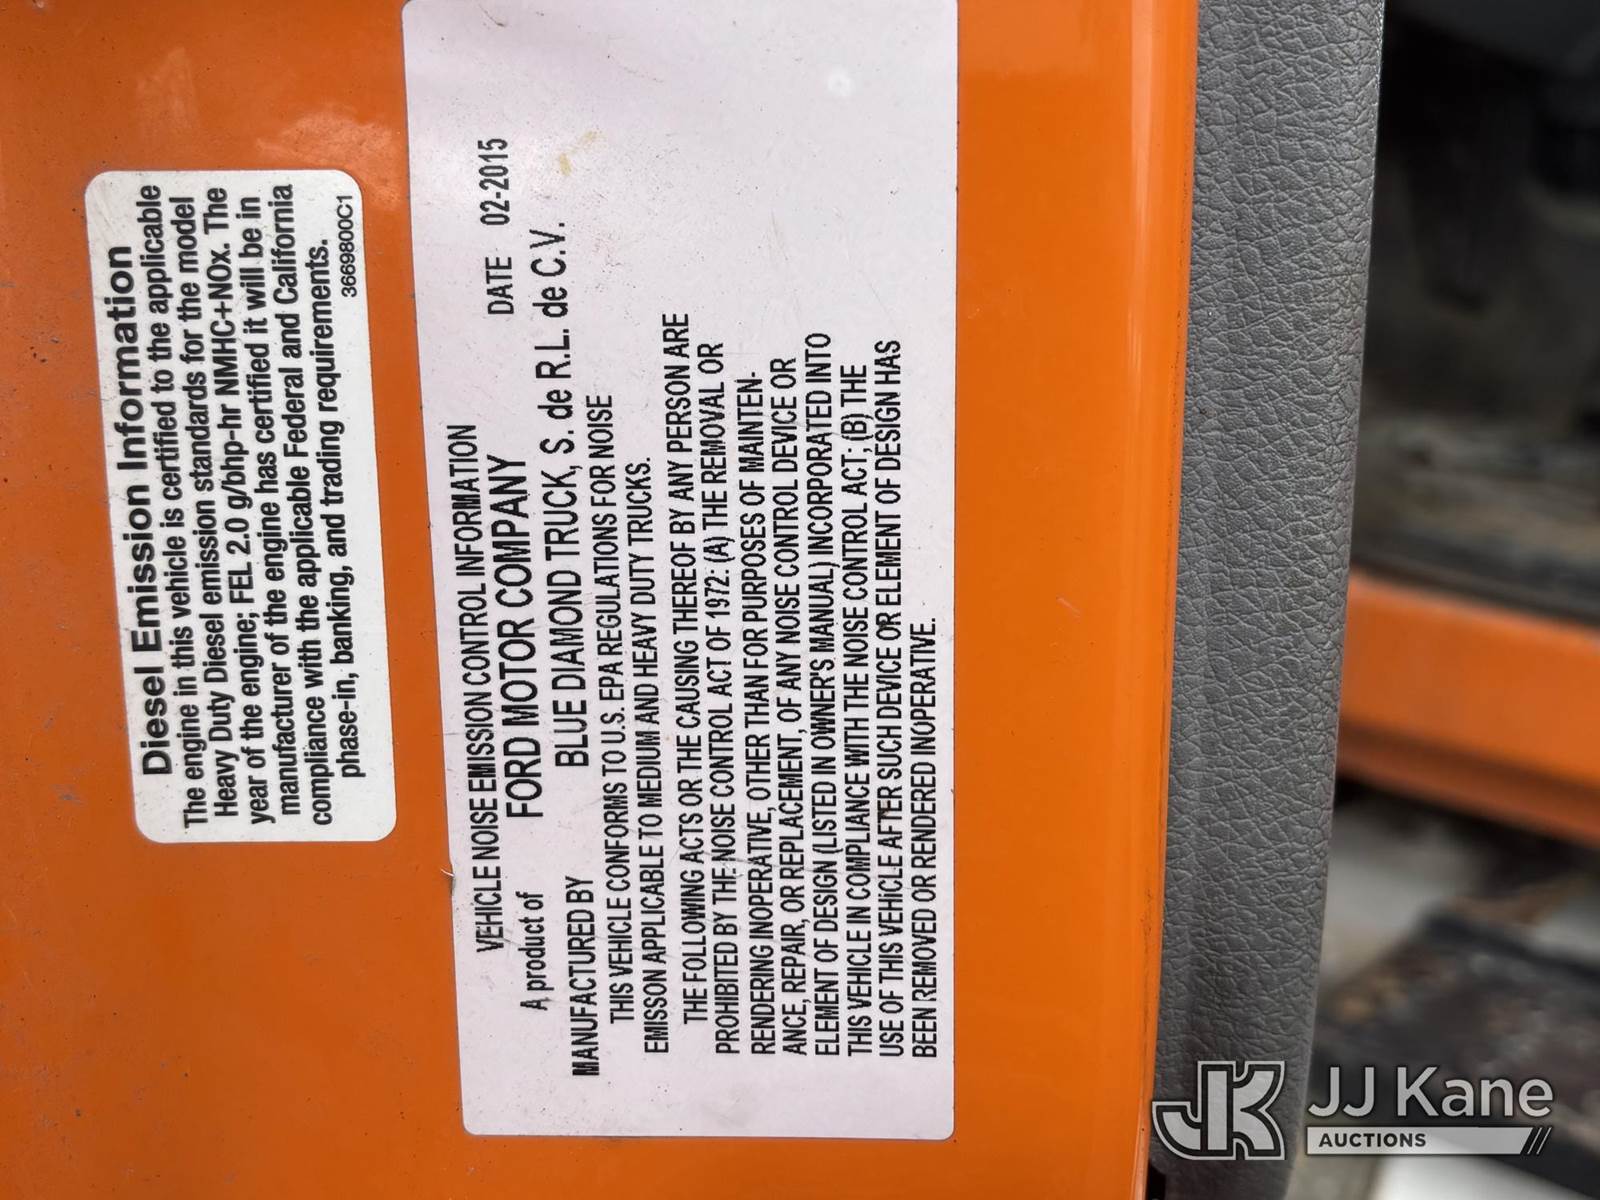 Diesel Emission Information
The engine in this vehicle is certified to the applicable
Heavy Duty Diesel emission standards for the model
year of the engine; FEL 2.0 g/bhp-hr NMHC+NOx. The
manufacturer of the engine has certified it will be in
compliance with the applicable Federal and California
phase-in, banking, and trading requirements.
3669800C1
VEHICLE NOISE EMISSION CONTROL INFORMATION
A product of FORD MOTOR COMPANY DATE 02-2015
MANUFACTURED BY BLUE DIAMOND TRUCK, S. de R.L. de C.V.
THIS VEHICLE CONFORMS TO U.S. EPA REGULATIONS FOR NOISE
EMISSON APPLICABLE TO MEDIUM AND HEAVY DUTY TRUCKS.
THE FOLLOWING ACTS OR THE CAUSING THEREOF BY ANY PERSON ARE
PROHIBITED BY THE NOISE CONTROL ACT OF 1972: (A) THE REMOVAL OR
RENDERING INOPERATIVE, OTHER THAN FOR PURPOSES OF MAINTEN-
ANCE, REPAIR, OR REPLACEMENT, OF ANY NOISE CONTROL DEVICE OR
ELEMENT OF DESIGN (LISTED IN OWNER'S MANUAL) INCORPORATED INTO
THIS VEHICLE IN COMPLIANCE WITH THE NOISE CONTROL ACT; (B) THE
USE OF THIS VEHICLE AFTER SUCH DEVICE OR ELEMENT OF DESIGN HAS
BEEN REMOVED OR RENDERED INOPERATIVE.
JK JJ Kane
AUCTIONS